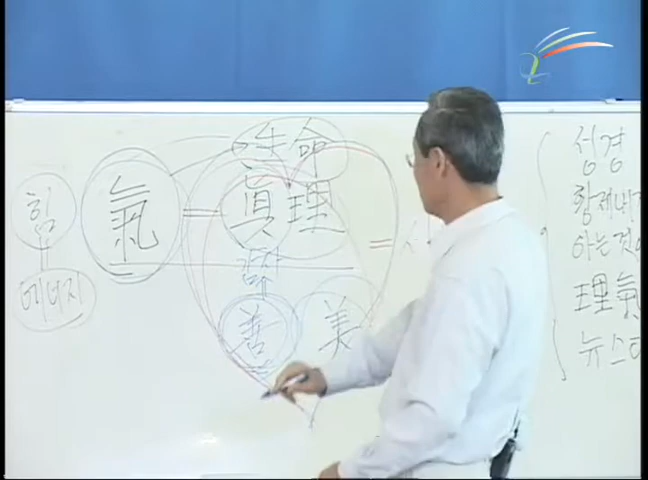 生命
힘
氣
眞理
에너지
善
美
성경
황제내
하는것
理氣
뉴스